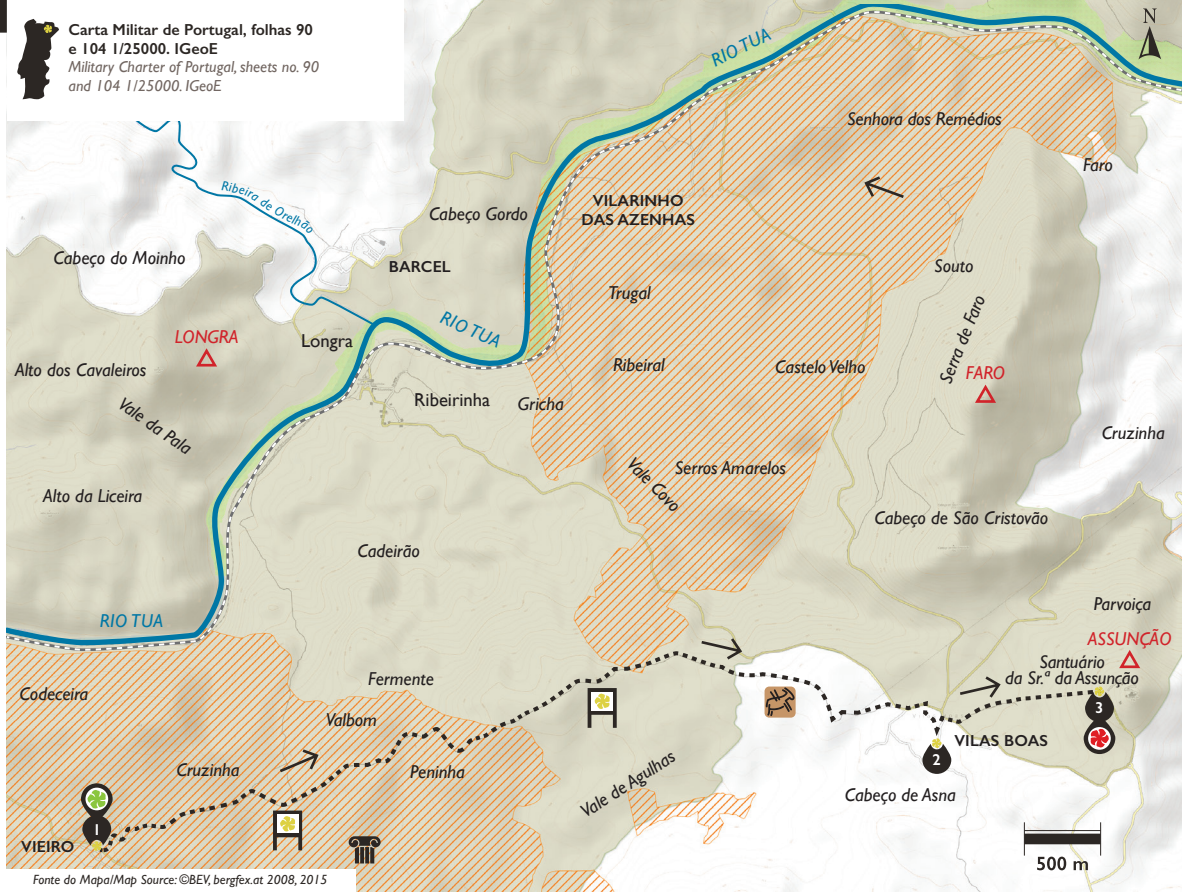 Carta Militar de Portugal, folhas 90
e 104 1/25000. IGeoE
Military Charter of Portugal, sheets no. 90
and 104 1/25000. IGeoE
N
RIO TUA
Senhora dos Remédios
Faro
Ribeira de Orelhão
VILARINHO
DAS AZENHAS
Cabeço Gordo
Cabeço do Moinho
BARCEL
Souto
Trugal
RIO TUA
LONGRA
Longra
Serra de Faro
Alto dos Cavaleiros
Ribeiral
Castelo Velho
FARO
Vale da Pala
Ribeirinha
Gricha
Cruzinha
Serros Amarelos
Vale Covo
Alto da Liceira
Cabeço de São Cristovão
Cadeirão
Parvoiça
RIO TUA
ASSUNÇÃO
Santuário
da Sr.ª da Assunção
Codeceira
Fermente
3
Valbom
VILAS BOAS
2
Cruzinha
Peninha
Vale de Agulhas
Cabeço de Asna
1
VIEIRO
500 m
Fonte do Mapa/Map Source: ©BEV, bergfex.at 2008, 2015